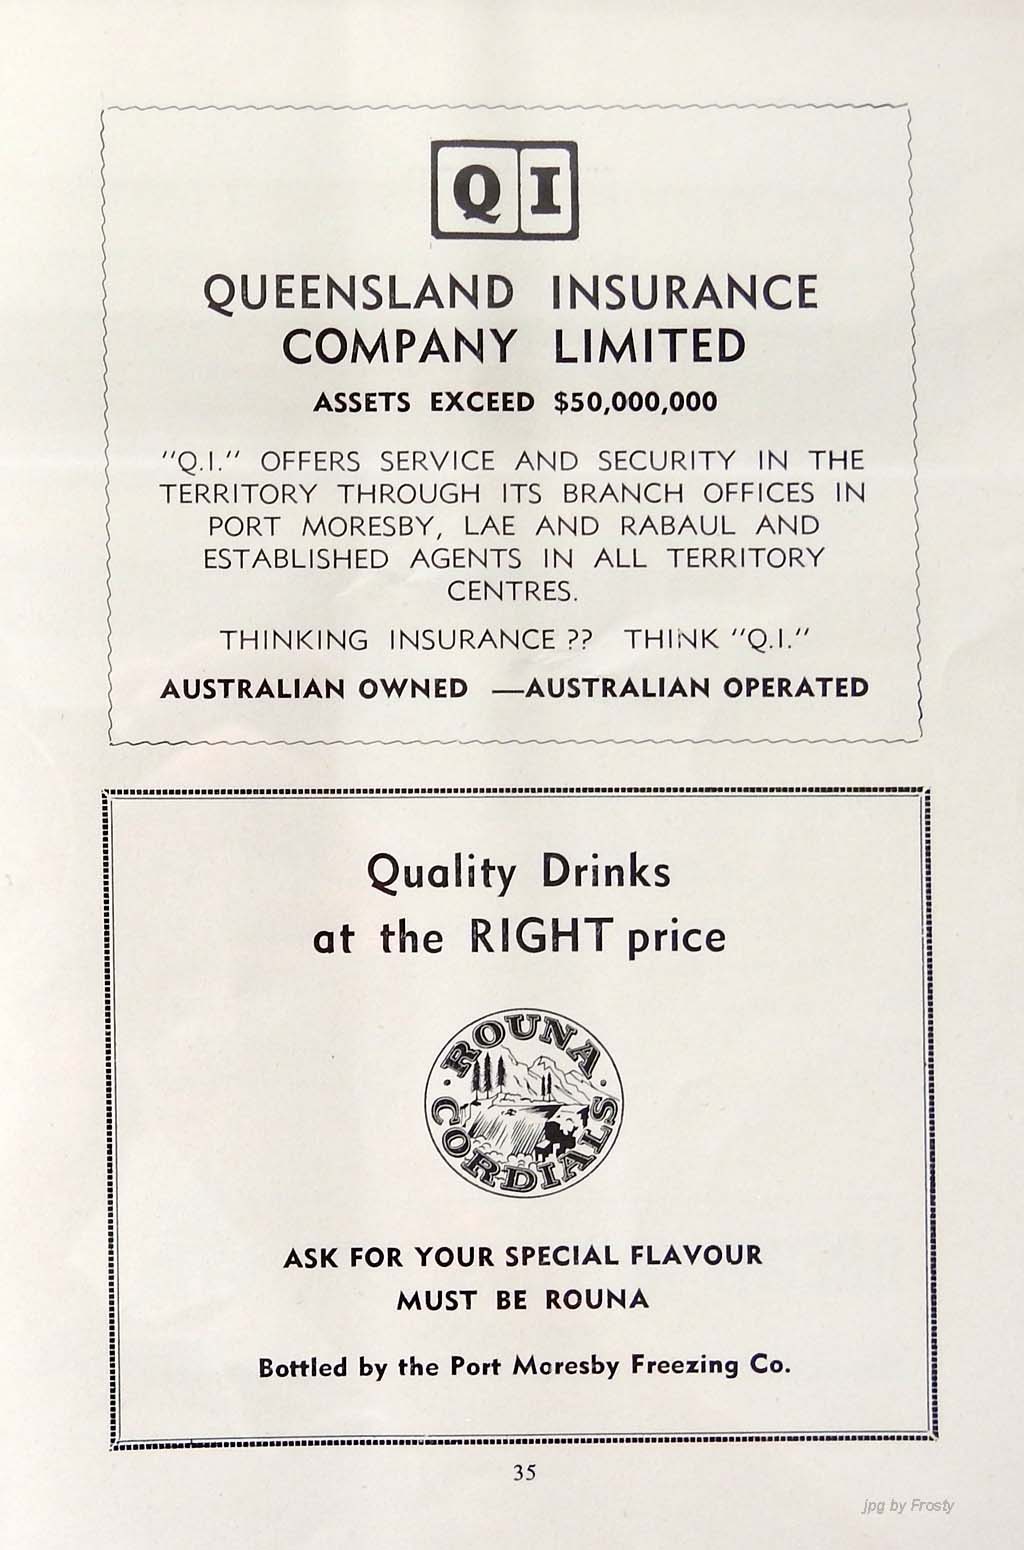 QI
QUEENSLAND INSURANCE
COMPANY LIMITED
ASSETS EXCEED $50,000,000
"Q.I." OFFERS SERVICE AND SECURITY IN THE
TERRITORY THROUGH ITS BRANCH OFFICES IN
PORT MORESBY, LAE AND RABAUL AND
ESTABLISHED AGENTS IN ALL TERRITORY
CENTRES.
THINKING INSURANCE ?? THINK "Q.I."
AUSTRALIAN OWNED —AUSTRALIAN OPERATED
Quality Drinks
at the RIGHT price
ROUNA
CORDIALS
ASK FOR YOUR SPECIAL FLAVOUR
MUST BE ROUNA
Bottled by the Port Moresby Freezing Co.
35
jpg by Frosty